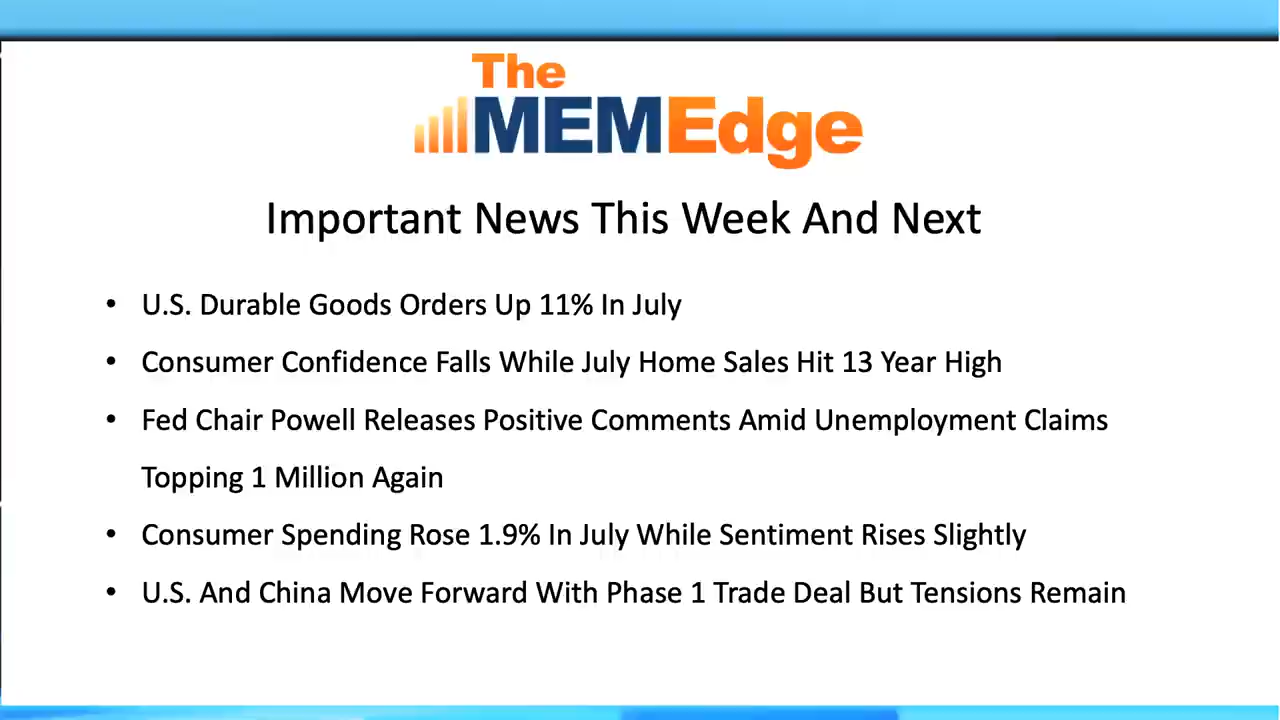 The
MEMEdge
Important News This Week And Next
• U.S. Durable Goods Orders Up 11% In July
• Consumer Confidence Falls While July Home Sales Hit 13 Year High
• Fed Chair Powell Releases Positive Comments Amid Unemployment Claims
Topping 1 Million Again
• Consumer Spending Rose 1.9% In July While Sentiment Rises Slightly
• U.S. And China Move Forward With Phase 1 Trade Deal But Tensions Remain